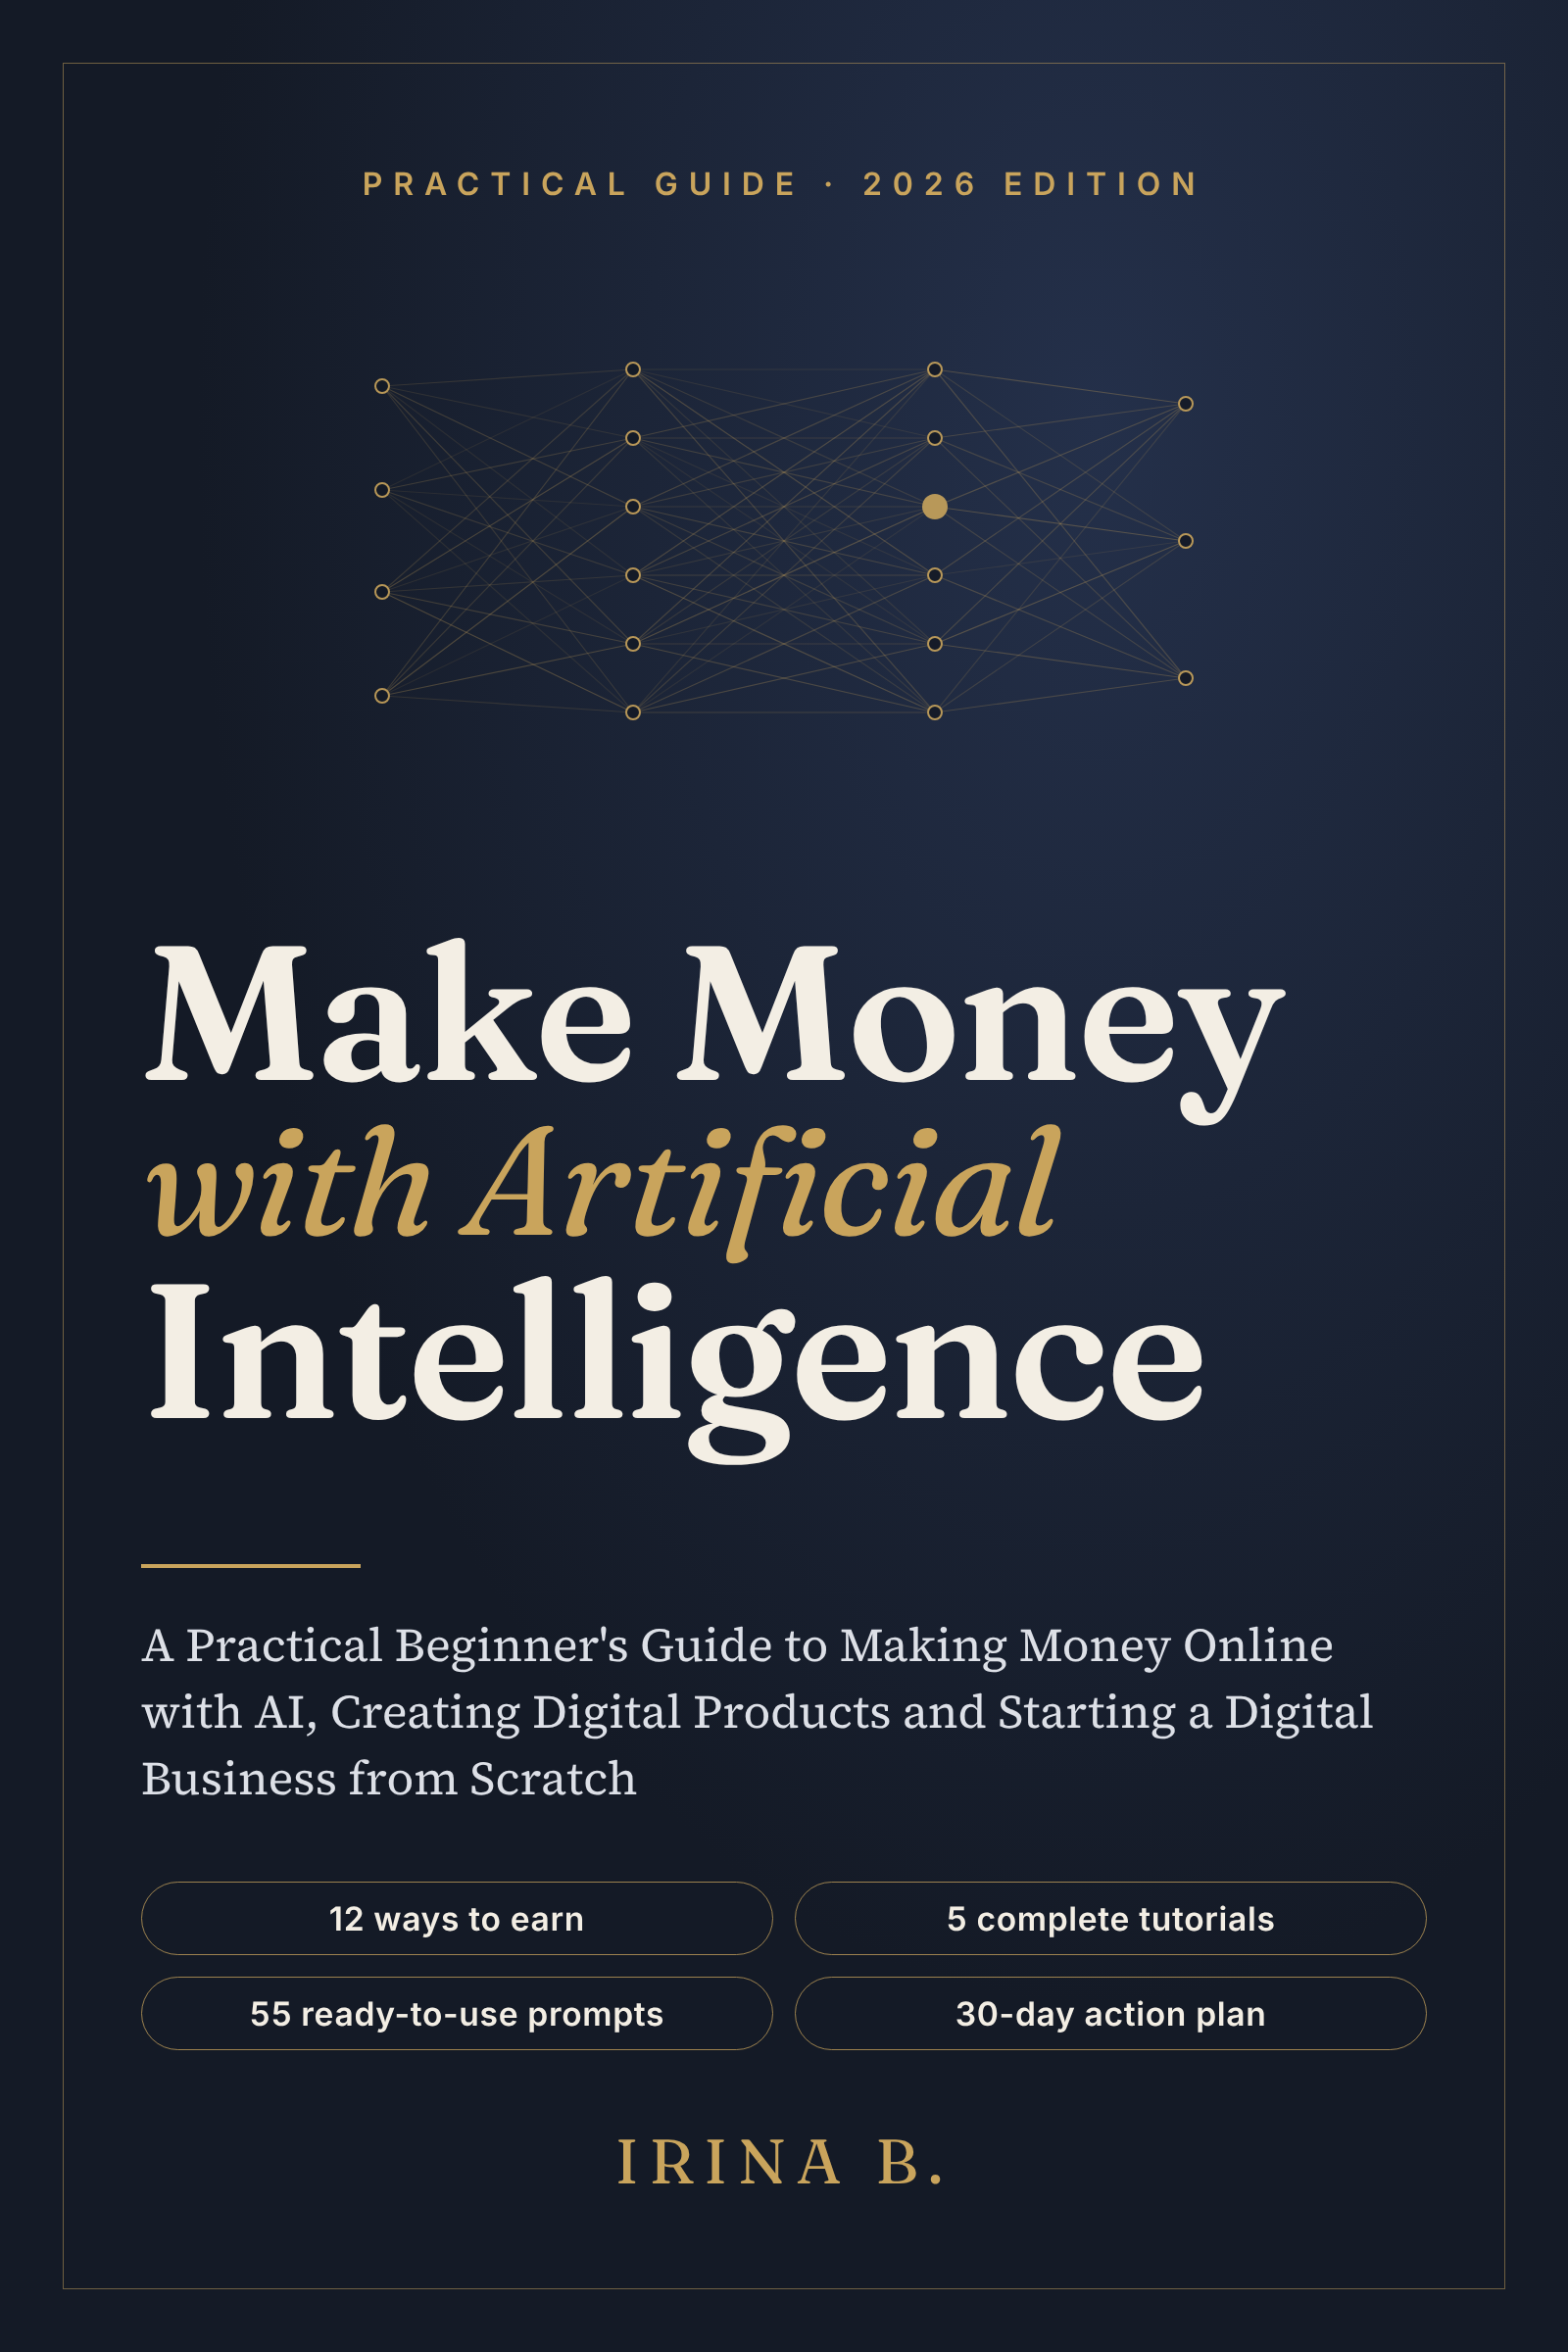 PRACTICAL GUIDE · 2026 EDITION
Make Money
with Artificial
Intelligence
A Practical Beginner's Guide to Making Money Online
with AI, Creating Digital Products and Starting a Digital
Business from Scratch
12 ways to earn
5 complete tutorials
55 ready-to-use prompts
30-day action plan
IRINA B.